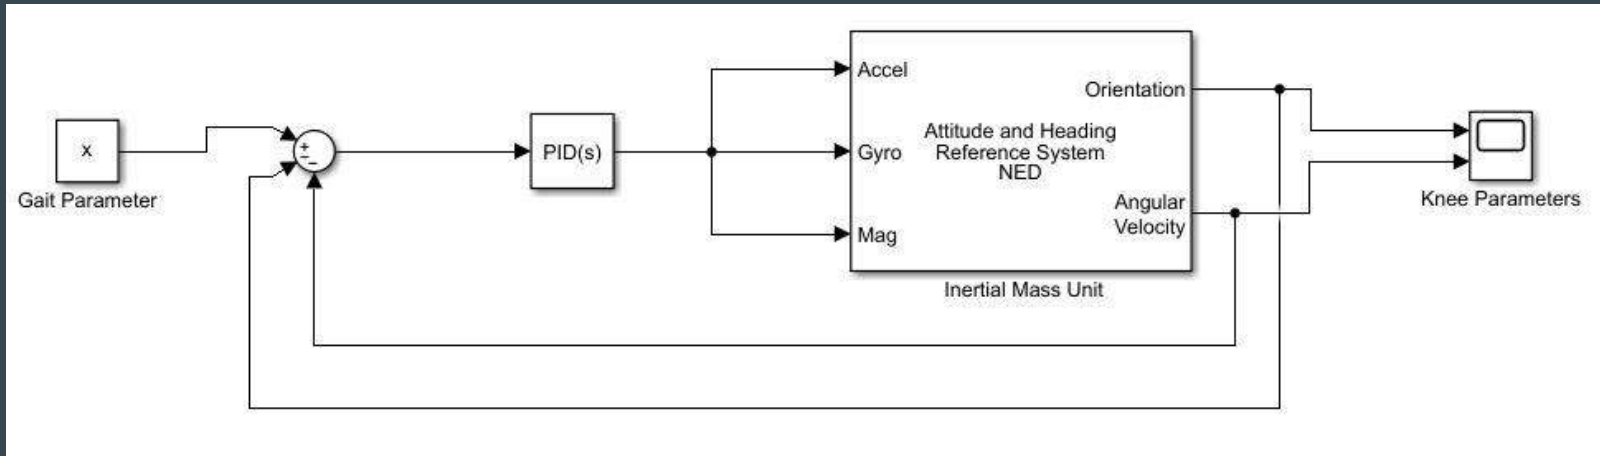 x
Gait Parameter
+
−
−
PID(s)
Accel
Gyro
Mag
Attitude and Heading
Reference System
NED
Orientation
Angular
Velocity
Inertial Mass Unit
Knee Parameters